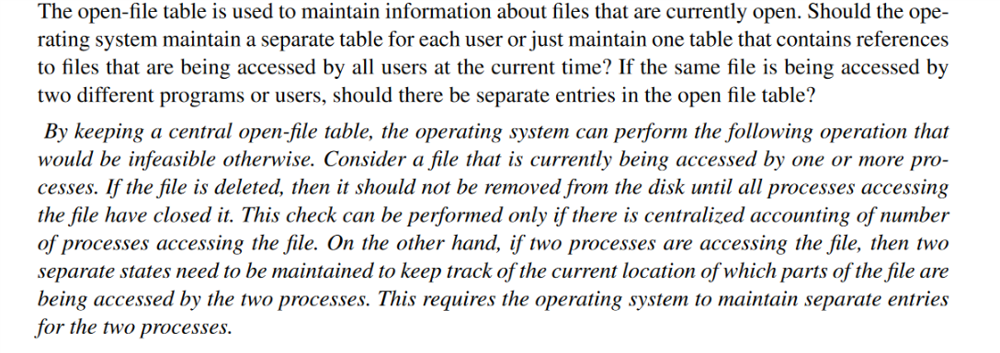 The open-file table is used to maintain information about files that are currently open. Should the ope-
rating system maintain a separate table for each user or just maintain one table that contains references
to files that are being accessed by all users at the current time? If the same file is being accessed by
two different programs or users, should there be separate entries in the open file table?
By keeping a central open-file table, the operating system can perform the following operation that
would be infeasible otherwise. Consider a file that is currently being accessed by one or more pro-
cesses. If the file is deleted, then it should not be removed from the disk until all processes accessing
the file have closed it. This check can be performed only if there is centralized accounting of number
of processes accessing the file. On the other hand, if two processes are accessing the file, then two
separate states need to be maintained to keep track of the current location of which parts of the file are
being accessed by the two processes. This requires the operating system to maintain separate entries
for the two processes.